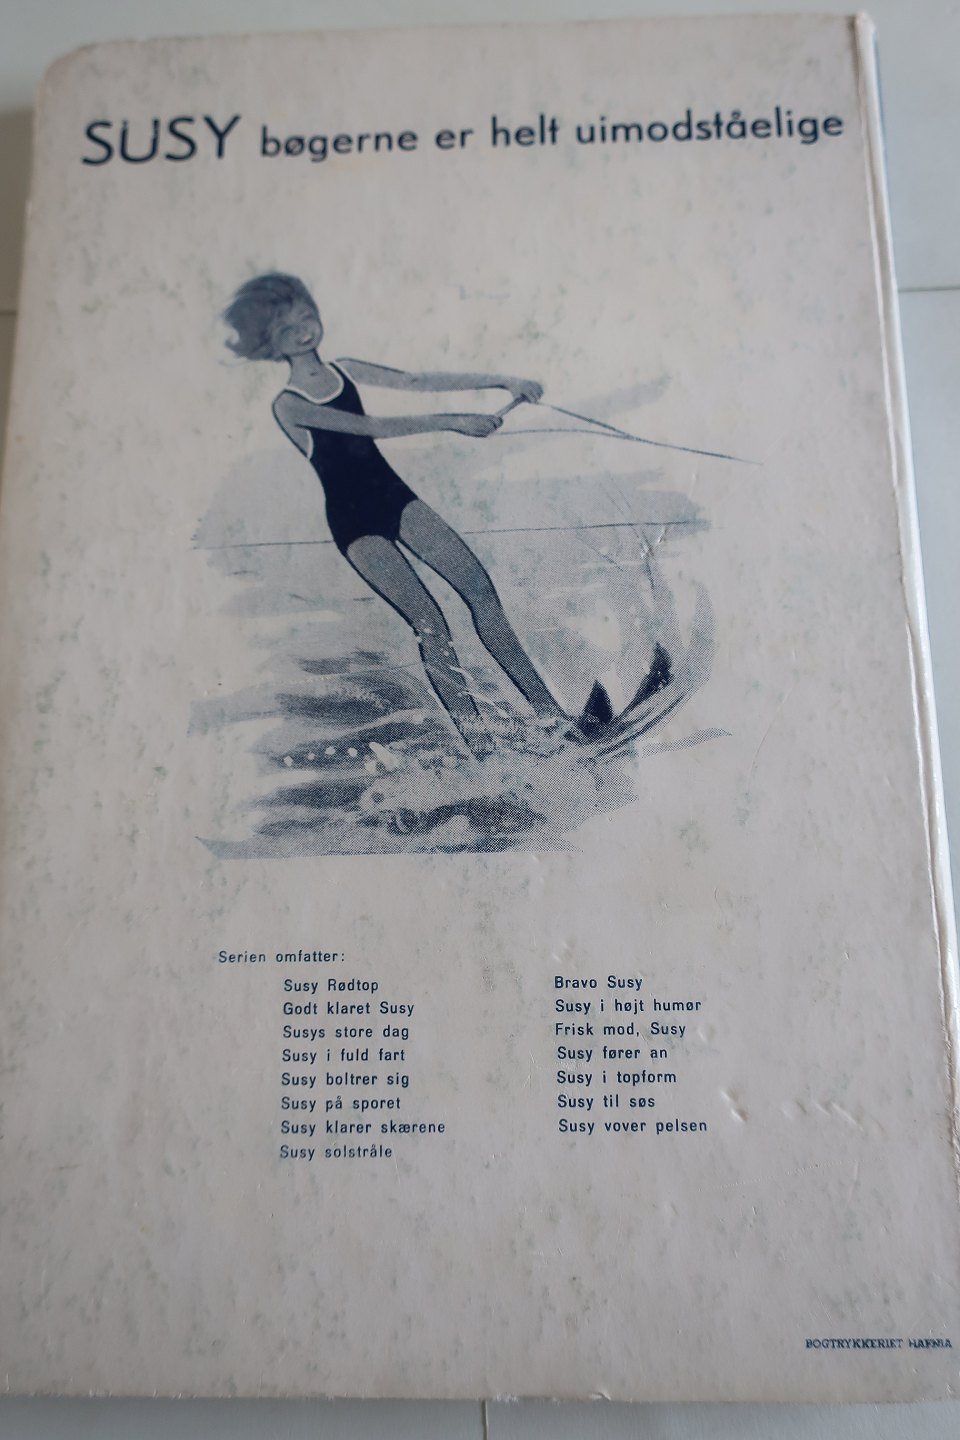 SUSY bøgerne er helt uimodståelige
Serien omfatter:
Susy Rødtop
Godt klaret Susy
Susys store dag
Susy i fuld fart
Susy boltrer sig
Susy på sporet
Susy klarer skærene
Susy solstråle
Bravo Susy
Susy i højt humør
Frisk mod, Susy
Susy fører an
Susy i topform
Susy til søs
Susy vover pelsen
BOGTRYKKERIET HAFNIA